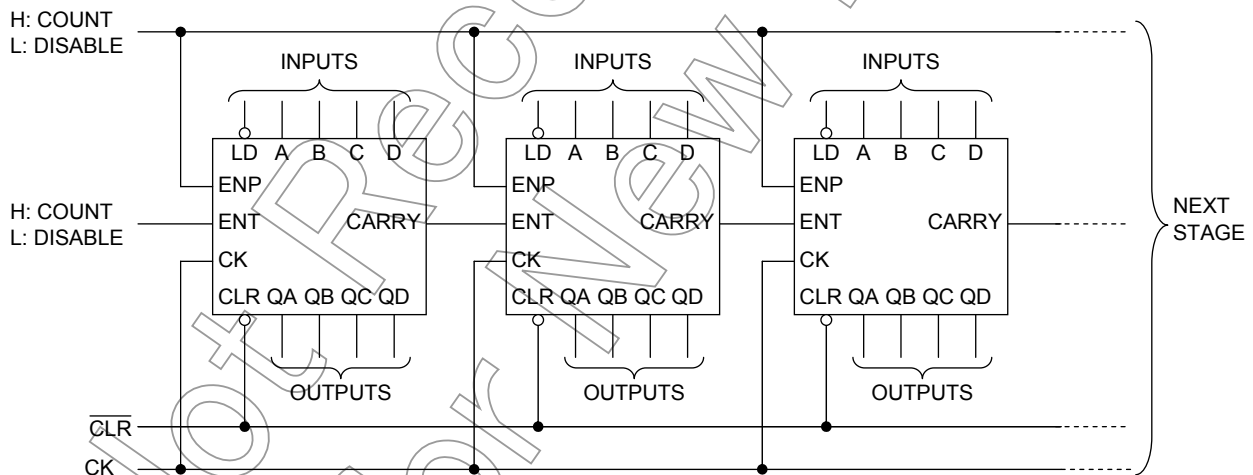 H: COUNT
L: DISABLE
INPUTS
INPUTS
INPUTS
LD A B C D
LD A B C D
LD A B C D
ENP
ENP
ENP
H: COUNT
L: DISABLE
ENT CARRY
ENT CARRY
ENT CARRY
NEXT
STAGE
CK
CK
CK
CLR QA QB QC QD
CLR QA QB QC QD
CLR QA QB QC QD
OUTPUTS
OUTPUTS
OUTPUTS
CLR
CK